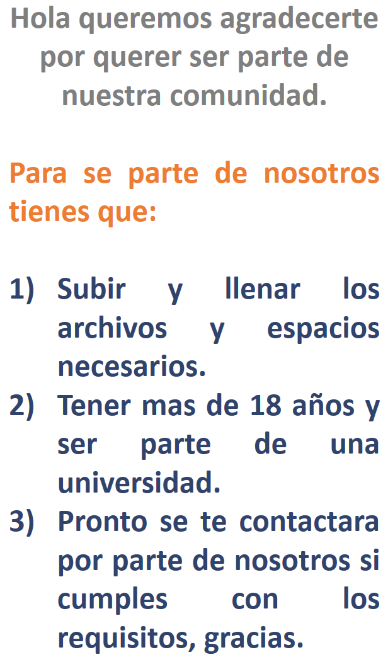 Hola queremos agradecerte
por querer ser parte de
nuestra comunidad.
Para se parte de nosotros
tienes que:
1) Subir y llenar los
archivos y espacios
necesarios.
2) Tener mas de 18 años y
ser parte de una
universidad.
3) Pronto se te contactara
por parte de nosotros si
cumples con los
requisitos, gracias.